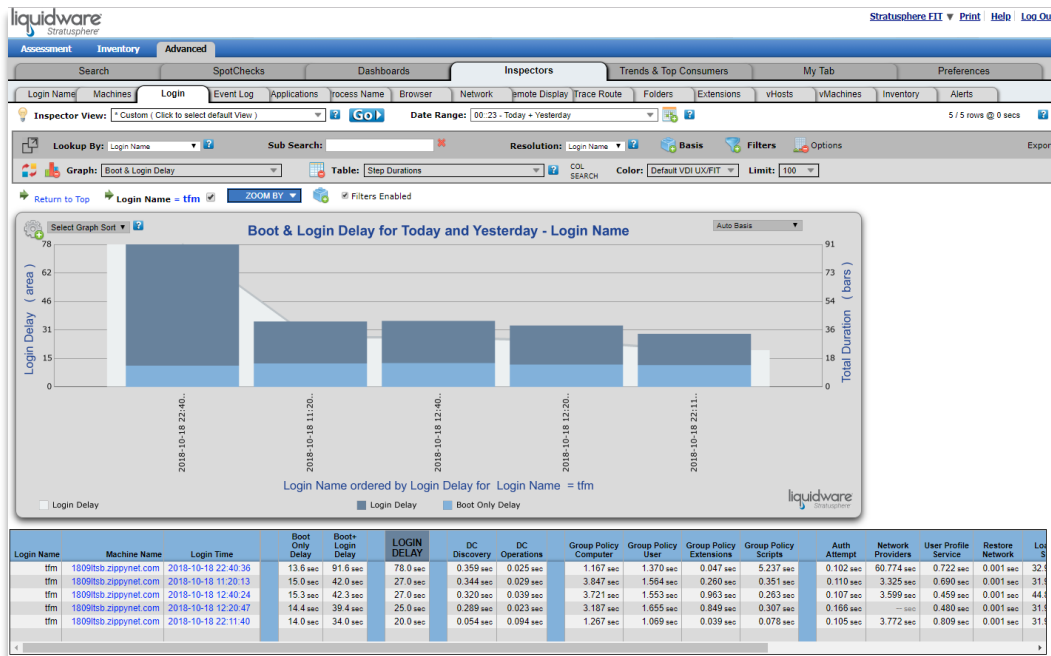 liquidware
Stratusphere
Stratusphere FIT ▼ Print | Help | Log Ou
Assessment Inventory Advanced
Search SpotChecks Dashboards Inspectors Trends & Top Consumers My Tab Preferences
Login Name Machines Login Event Log Applications rocess Name Browser Network emote Display Trace Route Folders Extensions vHosts vMachines Inventory Alerts
Inspector View: * Custom ( Click to select default View ) GO Date Range: 00:23 - Today + Yesterday 5 / 5 rows @ 0 secs
Lookup By: Login Name Sub Search: Resolution: Login Name Basis Filters Options Expor
Graph: Boot & Login Delay Table: Step Durations COL SEARCH Color: Default VDI UX/FIT Limit: 100
Return to Top Login Name = tfm ZOOM BY Filters Enabled
Select Graph Sort ▼ Boot & Login Delay for Today and Yesterday - Login Name Auto Basis ▼
Login Delay ( area )
78
62
46
31
15
0
91
73
54
36
18
0
Total Duration ( bars )
2018-10-18 22:40..
2018-10-18 11:20..
2018-10-18 12:40..
2018-10-18 12:20..
2018-10-18 22:11..
Login Name ordered by Login Delay for Login Name = tfm
Login Delay Login Delay Boot Only Delay
liquidware
Stratusphere
Login Name Machine Name Login Time Boot Only Delay Boot+ Login Delay LOGIN DELAY DC Discovery DC Operations Group Policy Computer Group Policy User Group Policy Extensions Group Policy Scripts Auth Attempt Network Providers User Profile Service Restore Network Loa S
tfm 1809ltsb.zippynet.com 2018-10-18 22:40:36 13.6 sec 91.6 sec 78.0 sec 0.359 sec 0.025 sec 1.167 sec 1.370 sec 0.047 sec 5.237 sec 0.102 sec 60.774 sec 0.722 sec 0.001 sec 32.9
tfm 1809ltsb.zippynet.com 2018-10-18 11:20:13 15.0 sec 42.0 sec 27.0 sec 0.344 sec 0.029 sec 3.847 sec 1.564 sec 0.260 sec 0.351 sec 0.110 sec 3.325 sec 0.690 sec 0.001 sec 31.9
tfm 1809ltsb.zippynet.com 2018-10-18 12:40:24 15.3 sec 42.3 sec 27.0 sec 0.320 sec 0.039 sec 3.721 sec 1.553 sec 0.963 sec 0.263 sec 0.107 sec 3.599 sec 0.459 sec 0.001 sec 44.8
tfm 1809ltsb.zippynet.com 2018-10-18 12:20:47 14.4 sec 39.4 sec 25.0 sec 0.289 sec 0.023 sec 3.187 sec 1.655 sec 0.849 sec 0.307 sec 0.166 sec -- sec 0.480 sec 0.001 sec 31.9
tfm 1809ltsb.zippynet.com 2018-10-18 22:11:40 14.0 sec 34.0 sec 20.0 sec 0.054 sec 0.094 sec 1.267 sec 1.069 sec 0.039 sec 0.078 sec 0.105 sec 3.772 sec 0.809 sec 0.001 sec 31.9